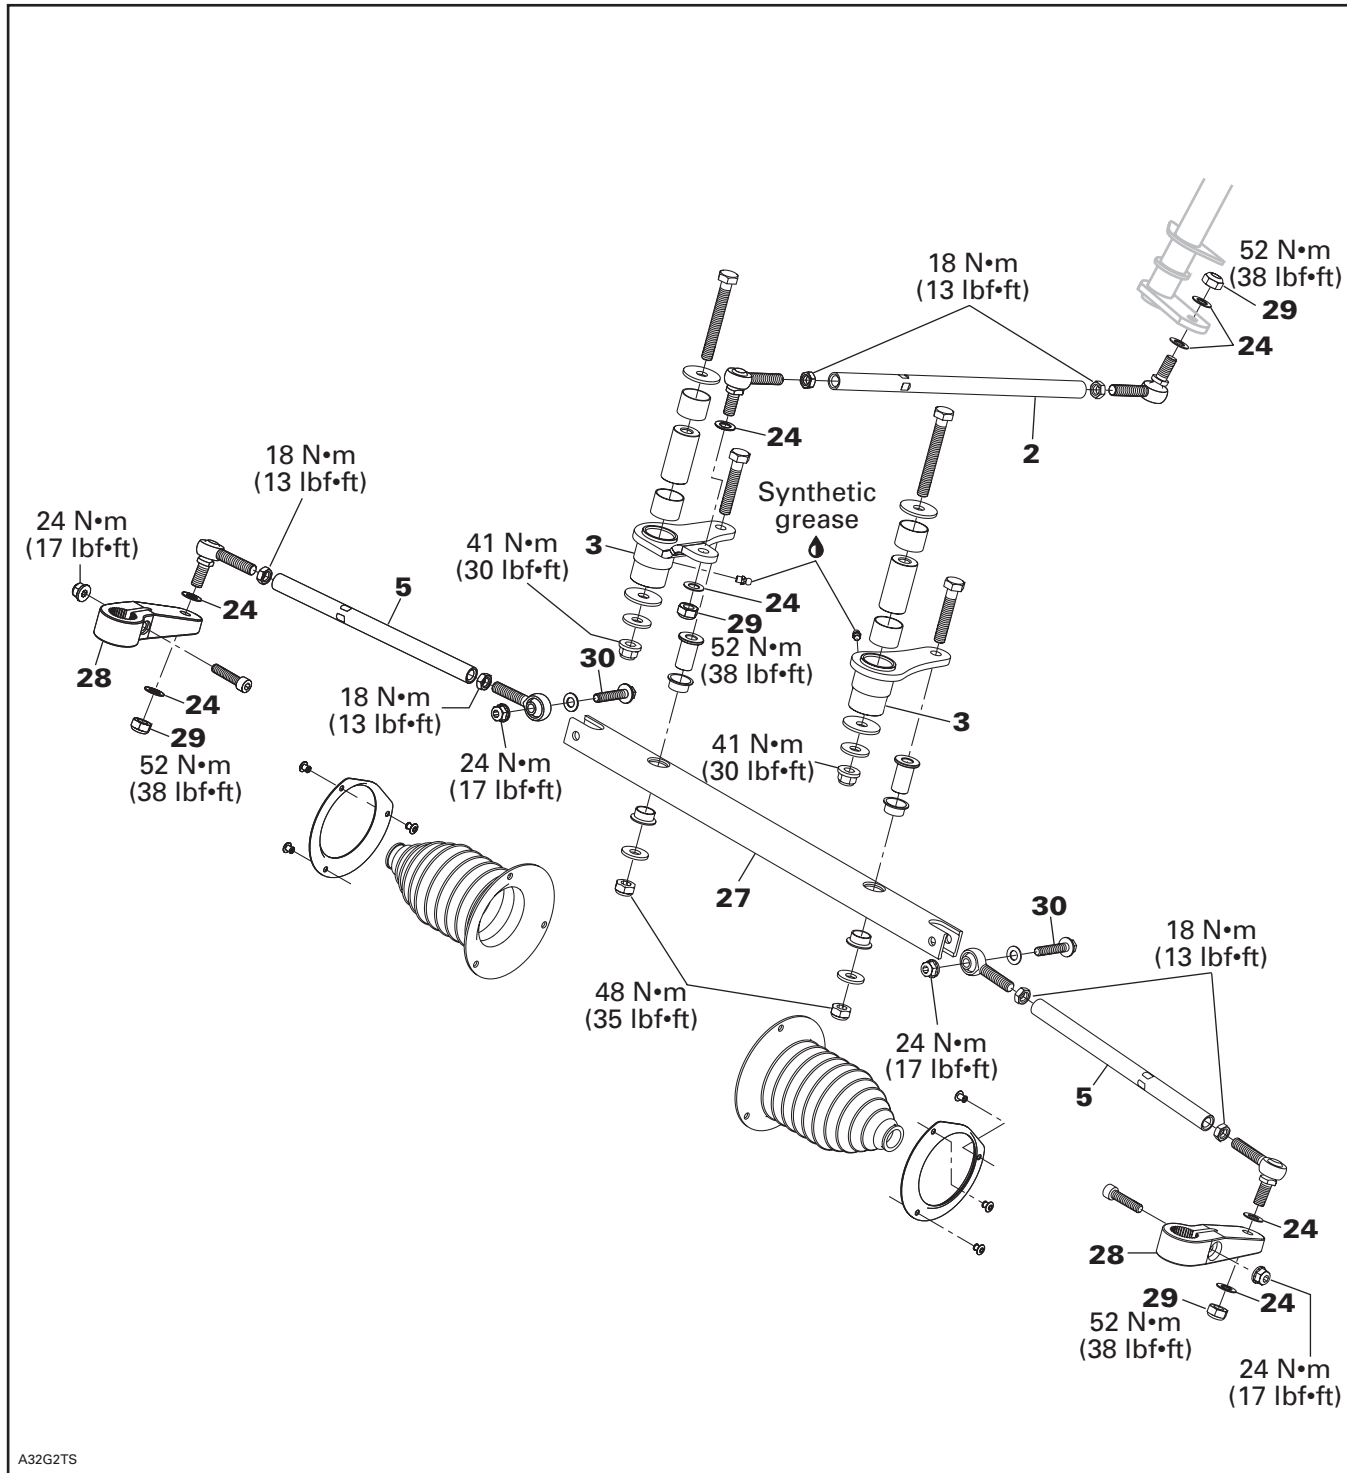 52 N•m
(38 lbf•ft)
29
24
18 N•m
(13 lbf•ft)
2
24
18 N•m
(13 lbf•ft)
24 N•m
(17 lbf•ft)
Synthetic
grease
3
41 N•m
(30 lbf•ft)
5
24
24
29
52 N•m
(38 lbf•ft)
28
30
24
18 N•m
(13 lbf•ft)
29
52 N•m
(38 lbf•ft)
3
41 N•m
(30 lbf•ft)
24 N•m
(17 lbf•ft)
27
30
18 N•m
(13 lbf•ft)
48 N•m
(35 lbf•ft)
24 N•m
(17 lbf•ft)
5
24
28
29
24
52 N•m
(38 lbf•ft)
24 N•m
(17 lbf•ft)
A32G2TS